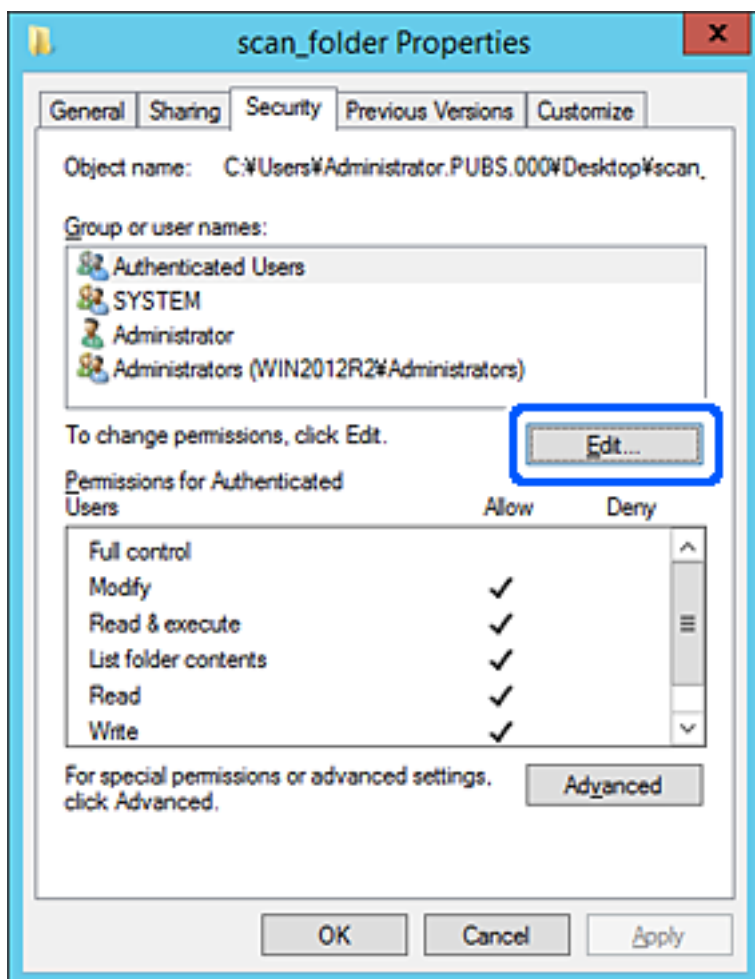 scan_folder Properties
x
General Sharing Security Previous Versions Customize
Object name: C:¥Users¥Administrator.PUBS.000¥Desktop¥scan_
Group or user names:
Authenticated Users
SYSTEM
Administrator
Administrators (WIN2012R2¥Administrators)
To change permissions, click Edit.
Edit...
Permissions for Authenticated
Users Allow Deny
Full control
Modify
Read & execute
List folder contents
Read
Write
For special permissions or advanced settings,
click Advanced.
Advanced
OK Cancel Apply